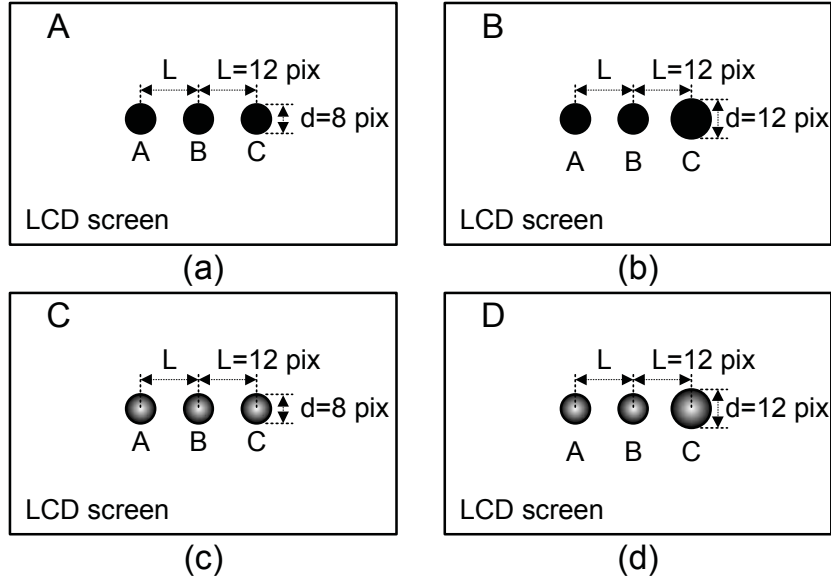 A
L L=12 pix
d=8 pix
A B C
LCD screen
(a)
B
L L=12 pix
d=12 pix
A B C
LCD screen
(b)
C
L L=12 pix
d=8 pix
A B C
LCD screen
(c)
D
L L=12 pix
d=12 pix
A B C
LCD screen
(d)